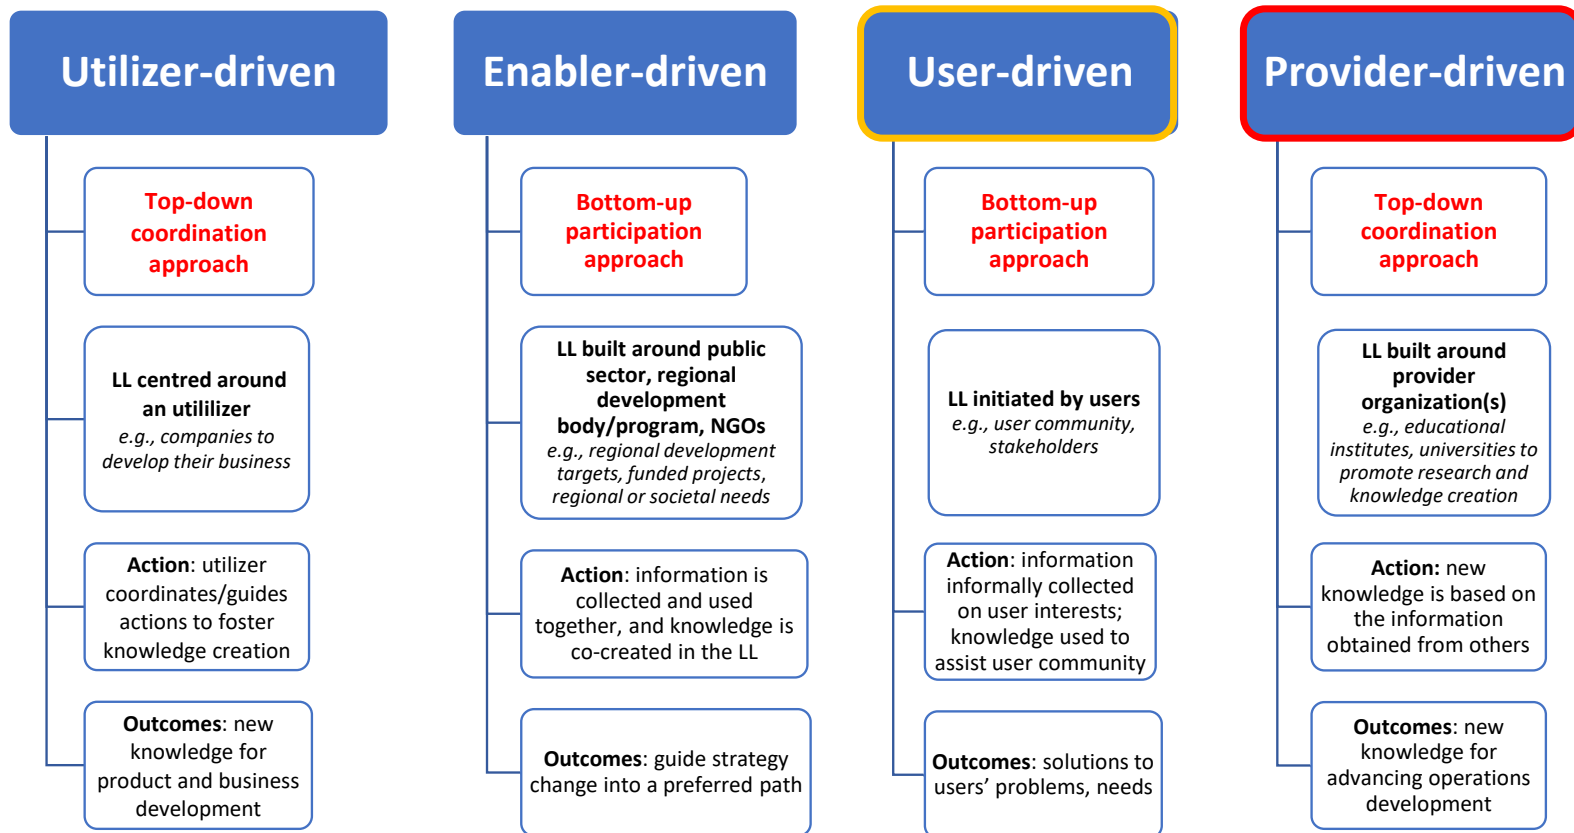 Utilizer-driven
Top-down
coordination
approach
LL centred around
an utililizer
e.g., companies to
develop their business
Action: utilizer
coordinates/guides
actions to foster
knowledge creation
Outcomes: new
knowledge for
product and business
development
Enabler-driven
Bottom-up
participation
approach
LL built around public
sector, regional
development
body/program, NGOs
e.g., regional development
targets, funded projects,
regional or societal needs
Action: information is
collected and used
together, and knowledge is
co-created in the LL
Outcomes: guide strategy
change into a preferred path
User-driven
Bottom-up
participation
approach
LL initiated by users
e.g., user community,
stakeholders
Action: information
informally collected
on user interests;
knowledge used to
assist user community
Outcomes: solutions to
users’ problems, needs
Provider-driven
Top-down
coordination
approach
LL built around
provider
organization(s)
e.g., educational
institutes, universities to
promote research and
knowledge creation
Action: new
knowledge is based on
the information
obtained from others
Outcomes: new
knowledge for
advancing operations
development